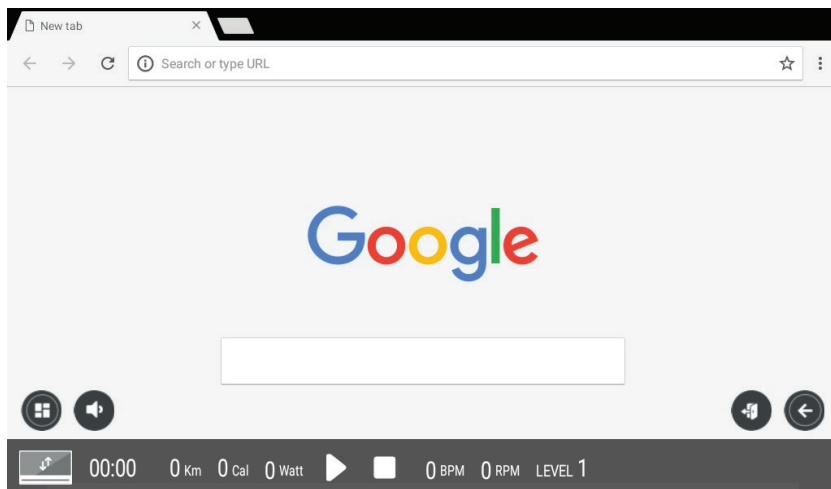 New tab
Search or type URL
Google
00:00 0 Km 0 Cal 0 Watt 0 BPM 0 RPM LEVEL 1